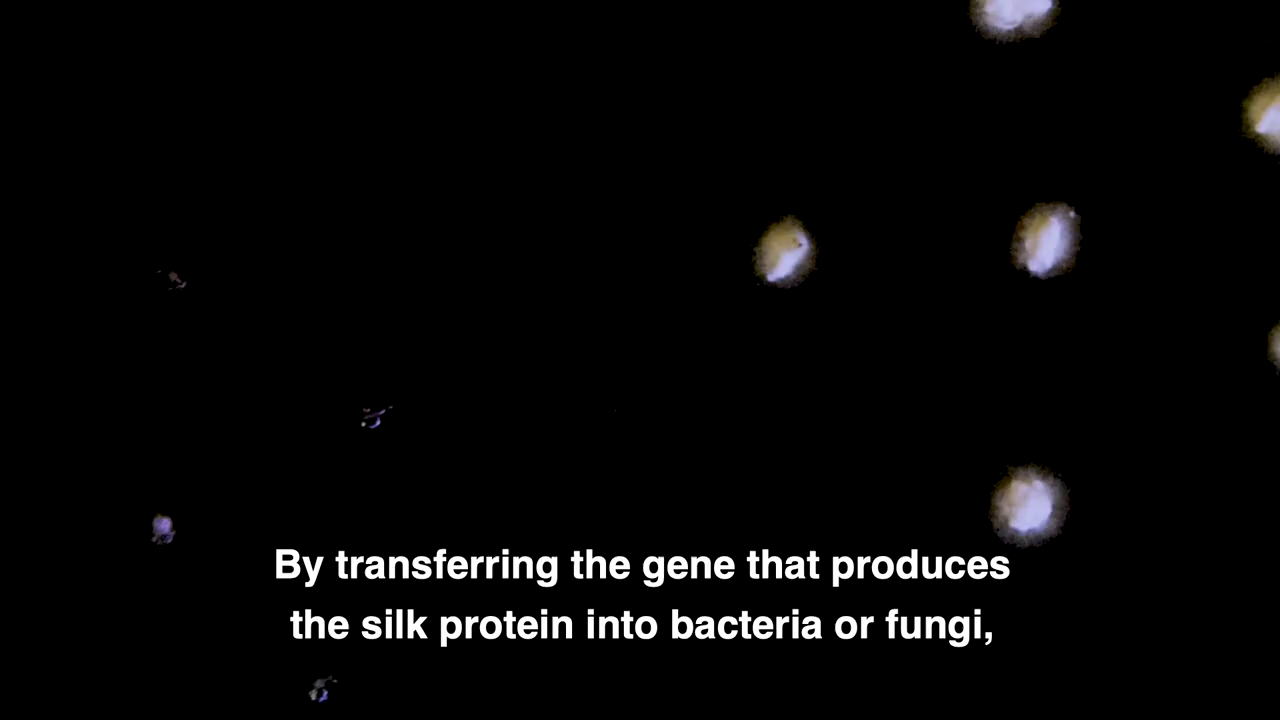 By transferring the gene that produces
the silk protein into bacteria or fungi,